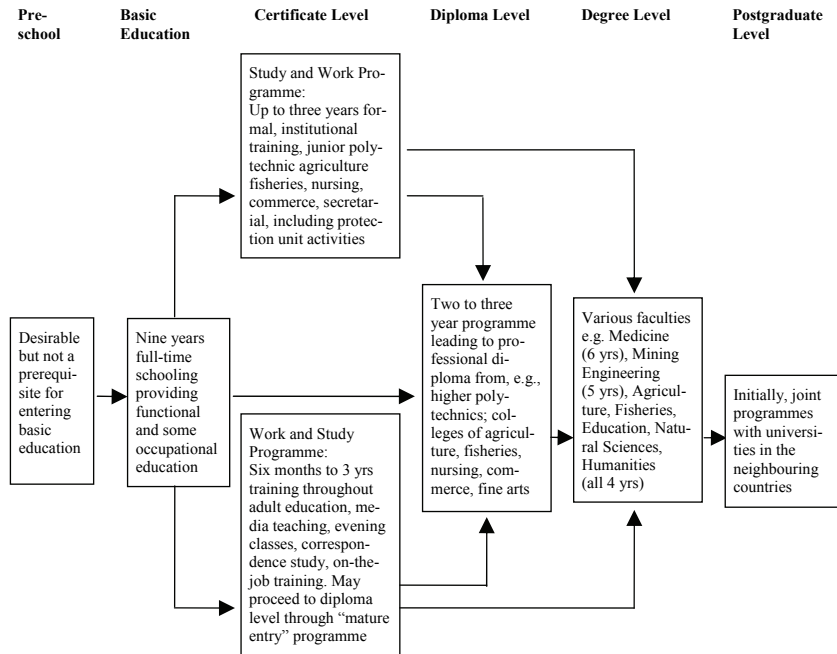 Pre-
school
Basic
Education
Certificate Level
Diploma Level
Degree Level
Postgraduate
Level
Study and Work Pro-
gramme:
Up to three years for-
mal, institutional
training, junior poly-
technic agriculture
fisheries, nursing,
commerce, secretar-
ial, including protec-
tion unit activities
Desirable
but not a
prerequi-
site for
entering
basic
education
Nine years
full-time
schooling
providing
functional
and some
occupational
education
Work and Study
Programme:
Six months to 3 yrs
training throughout
adult education, me-
dia teaching, evening
classes, correspon-
dence study, on-the-
job training. May
proceed to diploma
level through “mature
entry” programme
Two to three
year programme
leading to pro-
fessional di-
ploma from, e.g.,
higher poly-
technics; col-
leges of agricul-
ture, fisheries,
nursing, com-
merce, fine arts
Various faculties
e.g. Medicine
(6 yrs), Mining
Engineering
(5 yrs), Agricul-
ture, Fisheries,
Education, Natu-
ral Sciences,
Humanities
(all 4 yrs)
Initially, joint
programmes
with universi-
ties in the
neighbouring
countries